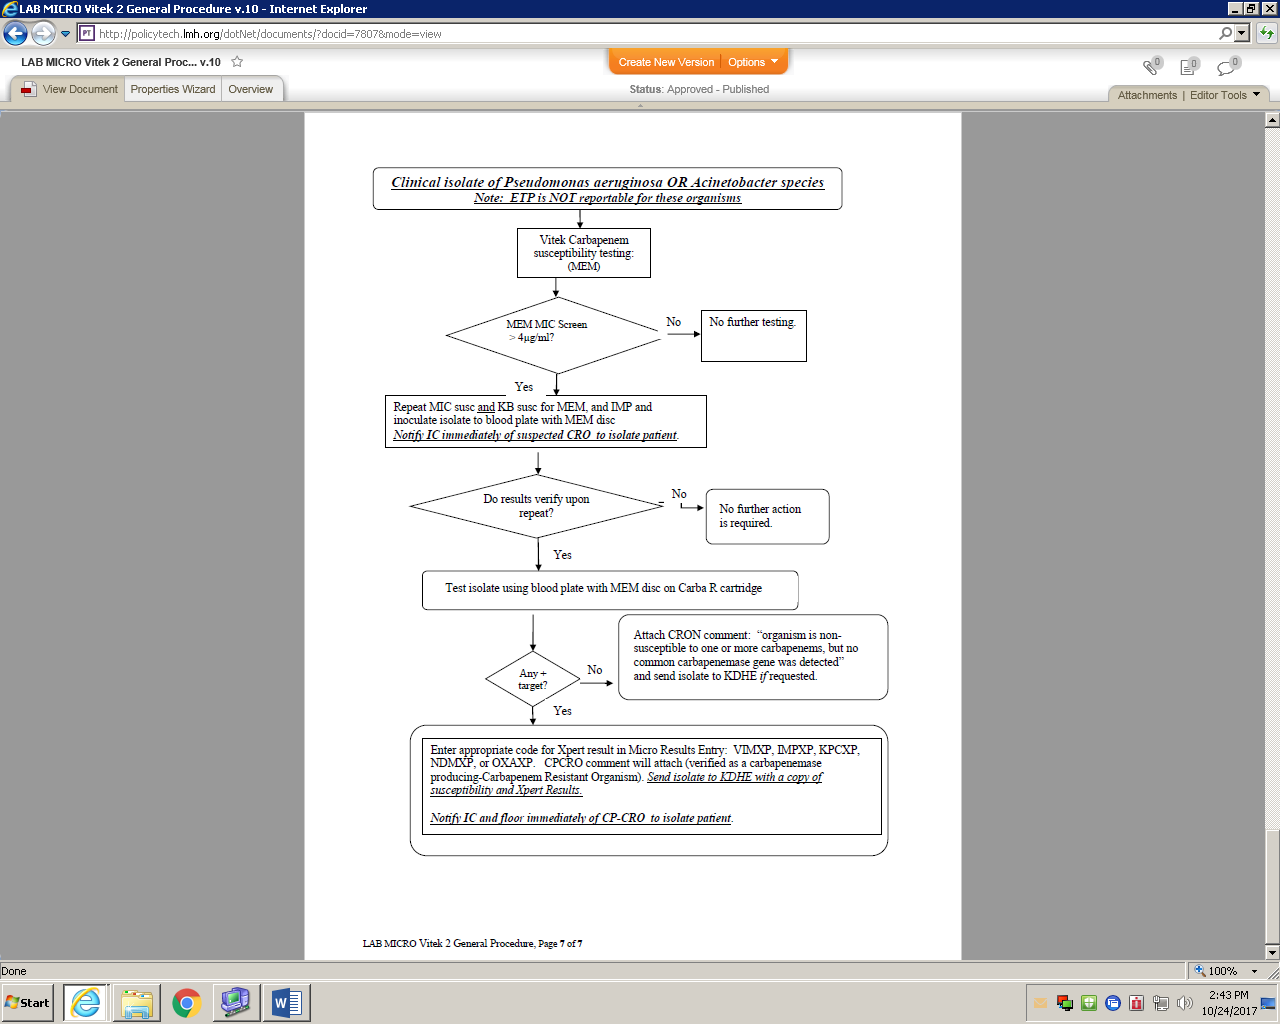 LAB MICRO Vitek 2 General Procedure v.10 - Internet Explorer
http://policytech.lmh.org/dotNet/documents/?docid=7807&mode=view
LAB MICRO Vitek 2 General Proc... v.10
Create New Version
Options
0
0
0
View Document
Properties Wizard
Overview
Status: Approved - Published
Attachments | Editor Tools
Clinical isolate of Pseudomonas aeruginosa OR Acinetobacter species
Note: ETP is NOT reportable for these organisms
Vitek Carbapenem
susceptibility testing:
(MEM)
MEM MIC Screen
> 4µg/ml?
No
No further testing.
Yes
Repeat MIC susc and KB susc for MEM, and IMP and
inoculate isolate to blood plate with MEM disc
Notify IC immediately of suspected CRO to isolate patient.
Do results verify upon
repeat?
No
No further action
is required.
Yes
Test isolate using blood plate with MEM disc on Carba R cartridge
Any +
target?
No
Attach CRON comment: “organism is non-
susceptible to one or more carbapenems, but no
common carbapenemase gene was detected”
and send isolate to KDHE if requested.
Yes
Enter appropriate code for Xpert result in Micro Results Entry: VIMXP, IMPXP, KPCXP,
NDMXP, or OXAXP. CPCRO comment will attach (verified as a carbapenemase
producing-Carbapenem Resistant Organism). Send isolate to KDHE with a copy of
susceptibility and Xpert Results.
Notify IC and floor immediately of CP-CRO to isolate patient.
LAB MICRO Vitek 2 General Procedure, Page 7 of 7
Done
100%
Start
2:43 PM
10/24/2017